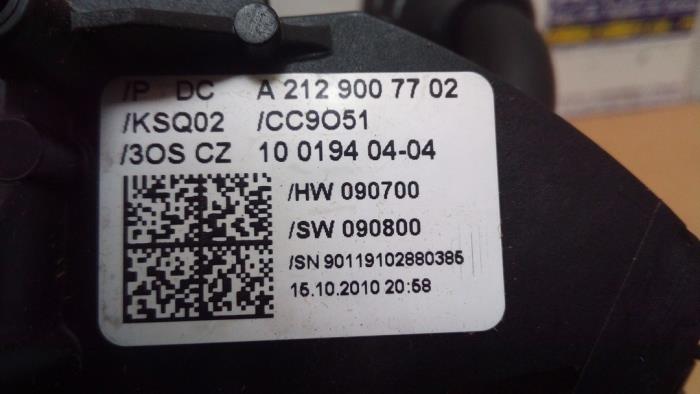 /P DC A 212 900 77 02
/KSQ02 /CC9O51
/3OS CZ 10 0194 04-04
/HW 090700
/SW 090800
/SN 90119102880385
15.10.2010 20:58